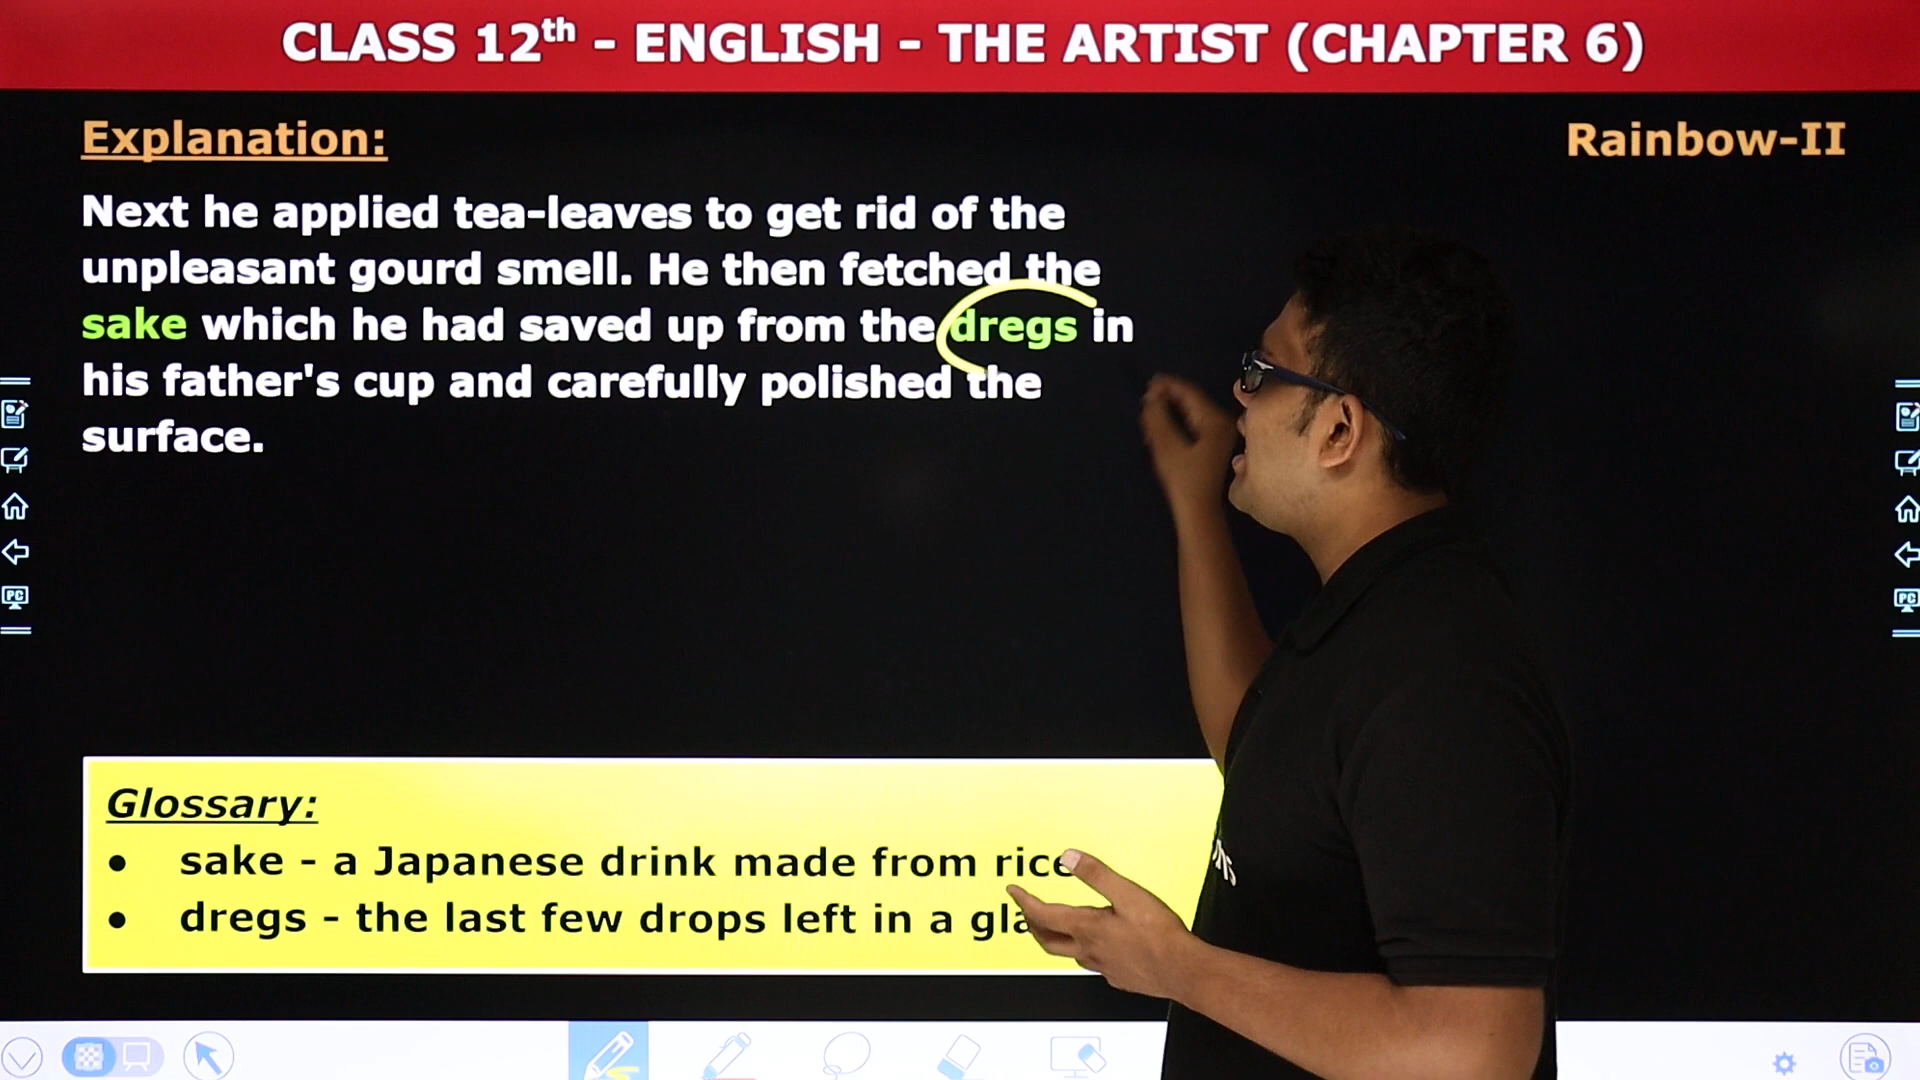 CLASS 12th - ENGLISH - THE ARTIST (CHAPTER 6)
Explanation:
Rainbow-II
Next he applied tea-leaves to get rid of the
unpleasant gourd smell. He then fetched the
sake which he had saved up from the dregs in
his father's cup and carefully polished the
surface.
Glossary:
● sake - a Japanese drink made from rice
● dregs - the last few drops left in a
PC
PC